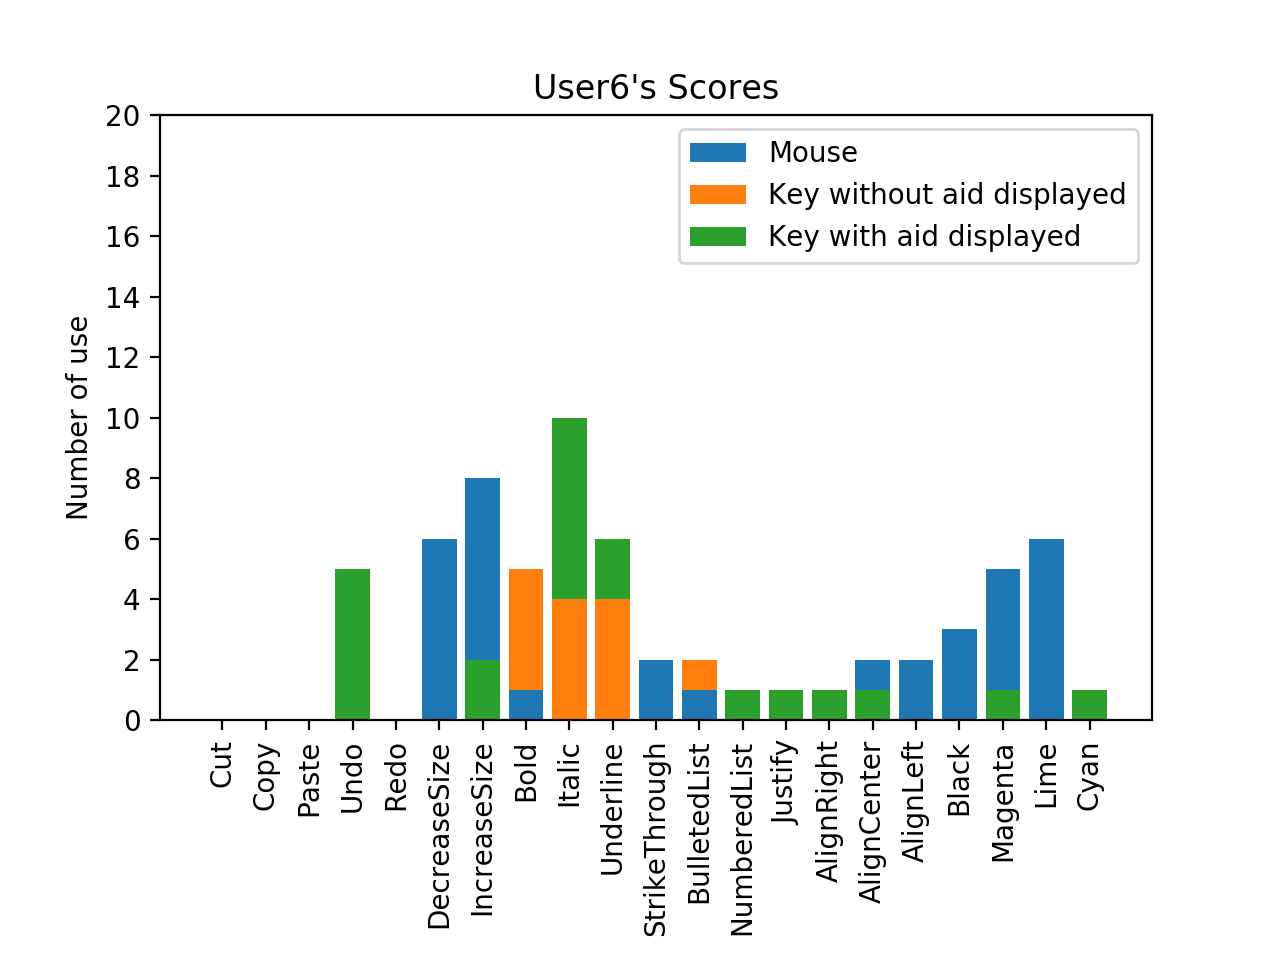 User6's Scores
Number of use
20
18
16
14
12
10
8
6
4
2
0
Mouse
Key without aid displayed
Key with aid displayed
Cut
Copy
Paste
Undo
Redo
DecreaseSize
IncreaseSize
Bold
Italic
Underline
StrikeThrough
BulletedList
NumberedList
Justify
AlignRight
AlignCenter
AlignLeft
Black
Magenta
Lime
Cyan